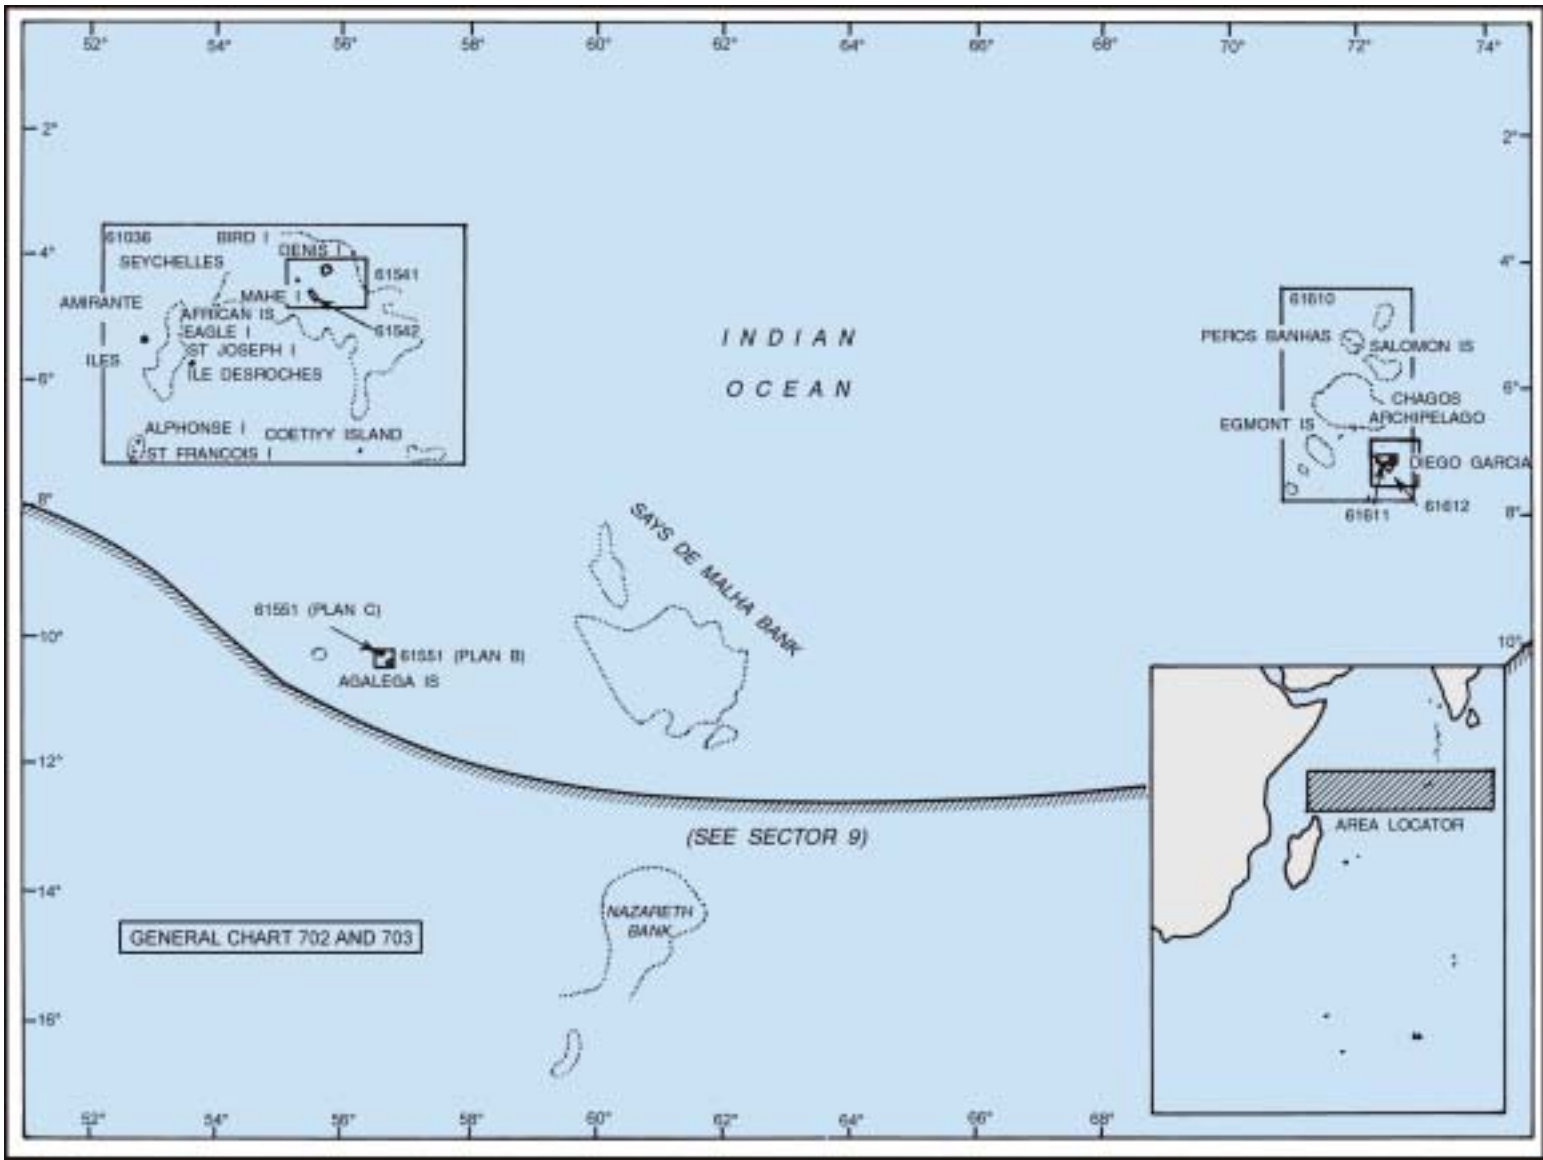 52° 54° 56° 58° 60° 62° 64° 66° 68° 70° 72° 74°
2° 2°
61036 BIRD I
DENIS I
4° 4°
SEYCHELLES
61541
MAHE I
AMIRANTE
AFRICAN IS
EAGLE I
61542
ST JOSEPH I
ILES
ILE DESROCHES
6° 6°
ALPHONSE I COETIYY ISLAND
ST FRANCOIS I
INDIAN
OCEAN
61610
PEROS BANHAS
SALOMON IS
CHAGOS
ARCHIPELAGO
EGMONT IS
DIEGO GARCIA
61612
61611
8° 8°
SAYS DE MALHA BANK
61551 (PLAN C)
10° 10°
61551 (PLAN B)
AGALEGA IS
12°
(SEE SECTOR 9)
AREA LOCATOR
14°
NAZARETH
BANK
GENERAL CHART 702 AND 703
16°
52° 54° 56° 58° 60° 62° 64° 66° 68°